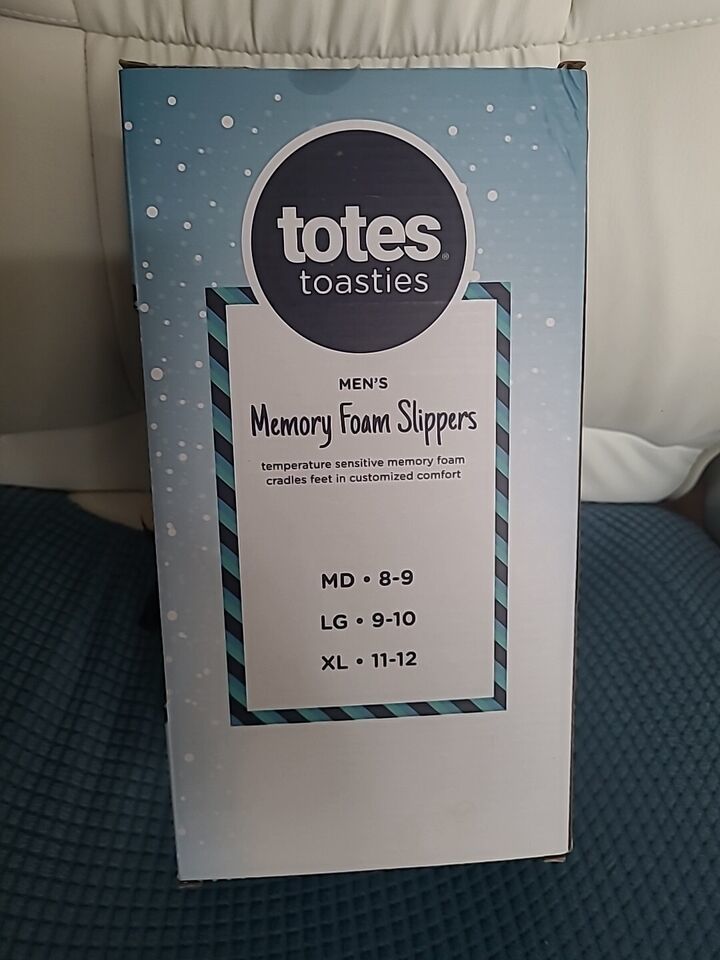 totes®
toasties
MEN'S
Memory Foam Slippers
temperature sensitive memory foam
cradles feet in customized comfort
MD • 8-9
LG • 9-10
XL • 11-12